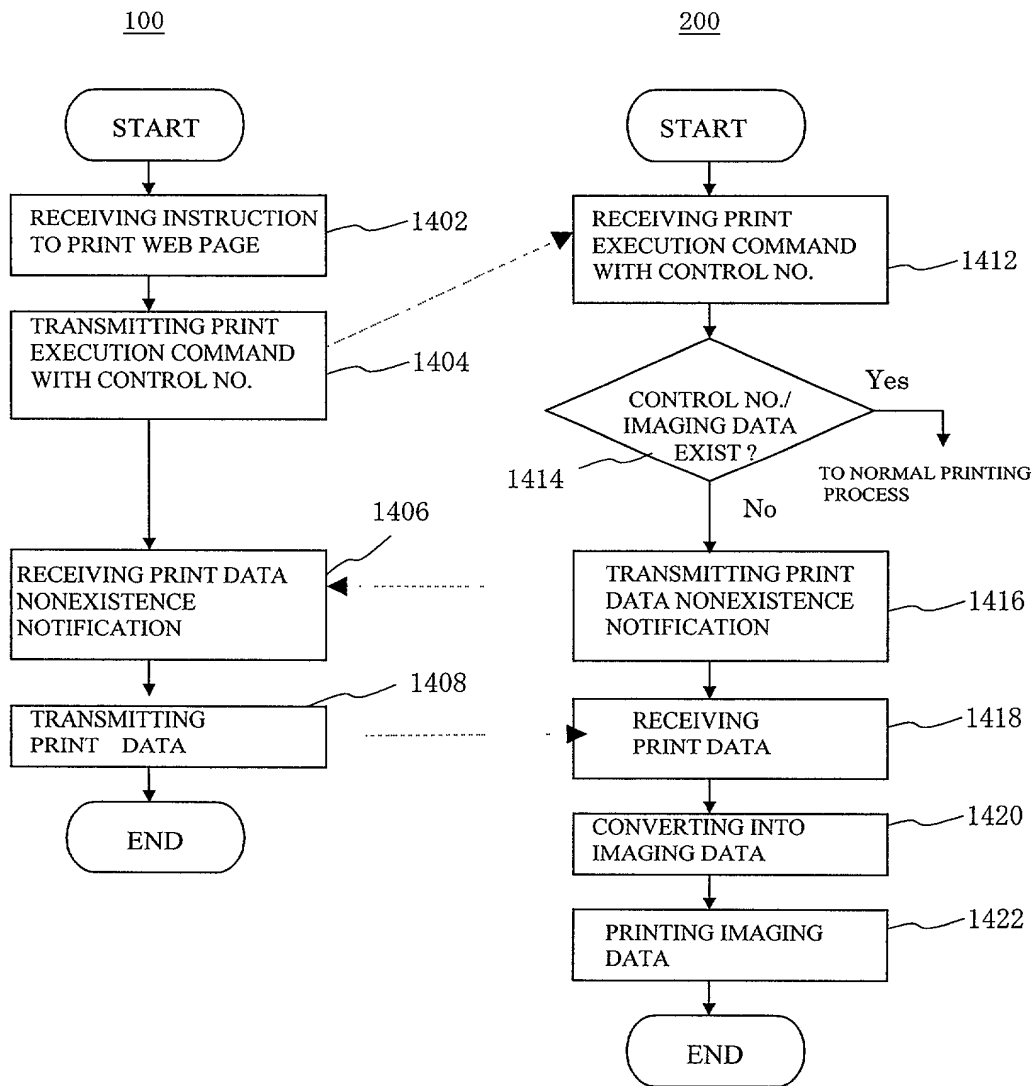 100
START
RECEIVING INSTRUCTION
TO PRINT WEB PAGE
1402
TRANSMITTING PRINT
EXECUTION COMMAND
WITH CONTROL NO.
1404
1406
RECEIVING PRINT DATA
NONEXISTENCE
NOTIFICATION
1408
TRANSMITTING
PRINT DATA
END
200
START
RECEIVING PRINT
EXECUTION COMMAND
WITH CONTROL NO.
1412
CONTROL NO./
IMAGING DATA
EXIST ?
1414
Yes
TO NORMAL PRINTING
PROCESS
No
TRANSMITTING PRINT
DATA NONEXISTENCE
NOTIFICATION
1416
RECEIVING
PRINT DATA
1418
CONVERTING INTO
IMAGING DATA
1420
PRINTING IMAGING
DATA
1422
END